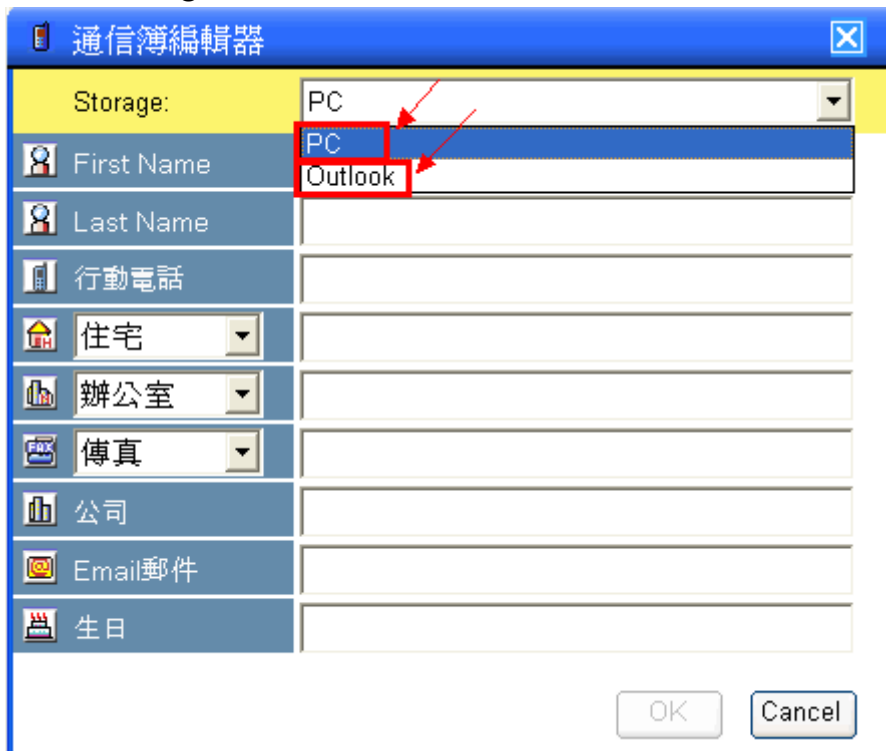 通信簿編輯器
Storage: PC
PC
First Name
Outlook
Last Name
行動電話
住宅
辦公室
傳真
公司
Email郵件
生日
OK Cancel